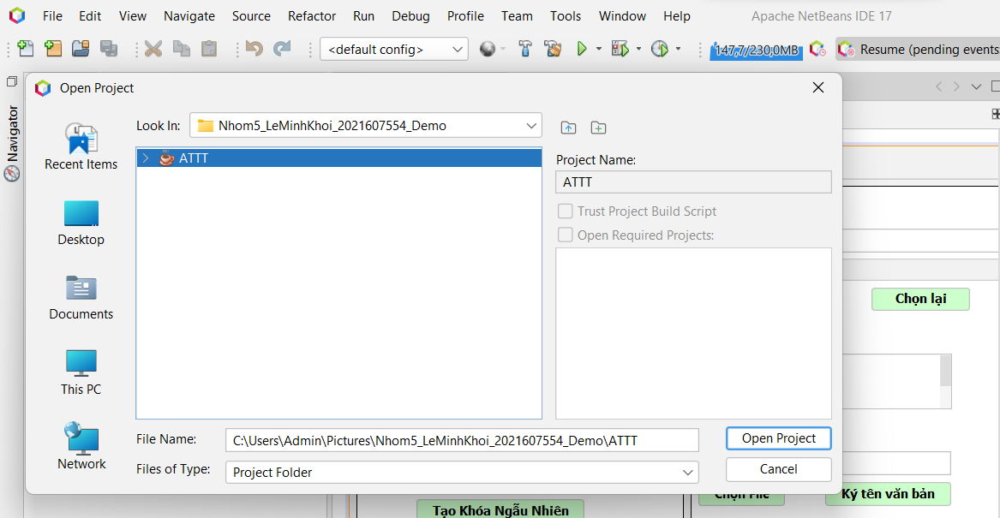 File Edit View Navigate Source Refactor Run Debug Profile Team Tools Window Help Apache NetBeans IDE 17
<default config> 147,7/230,0MB Resume (pending events
Open Project
Navigator
Look In: Nhom5_LeMinhKhoi_2021607554_Demo
Recent Items
Desktop
Documents
This PC
Network
ATTT
Project Name:
ATTT
Trust Project Build Script
Open Required Projects:
Chọn lại
File Name: C:\Users\Admin\Pictures\Nhom5_LeMinhKhoi_2021607554_Demo\ATTT Open Project
Files of Type: Project Folder Cancel
Chọn File Ký tên văn bản
Tạo Khóa Ngẫu Nhiên